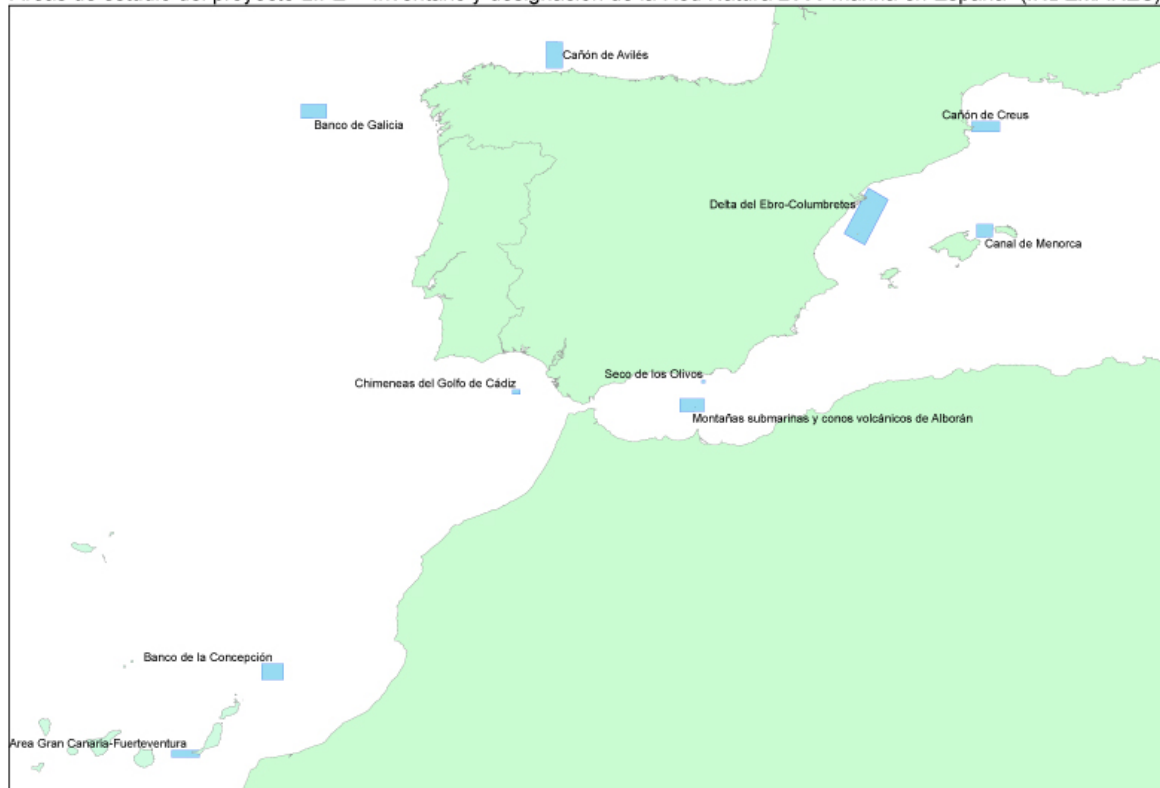 Cañón de Avilés
Banco de Galicia
Cañón de Creus
Delta del Ebro-Columbretes
Canal de Menorca
Seco de los Olivos
Chimeneas del Golfo de Cádiz
Montañas submarinas y conos volcánicos de Alborán
Banco de la Concepción
Area Gran Canaria-Fuerteventura